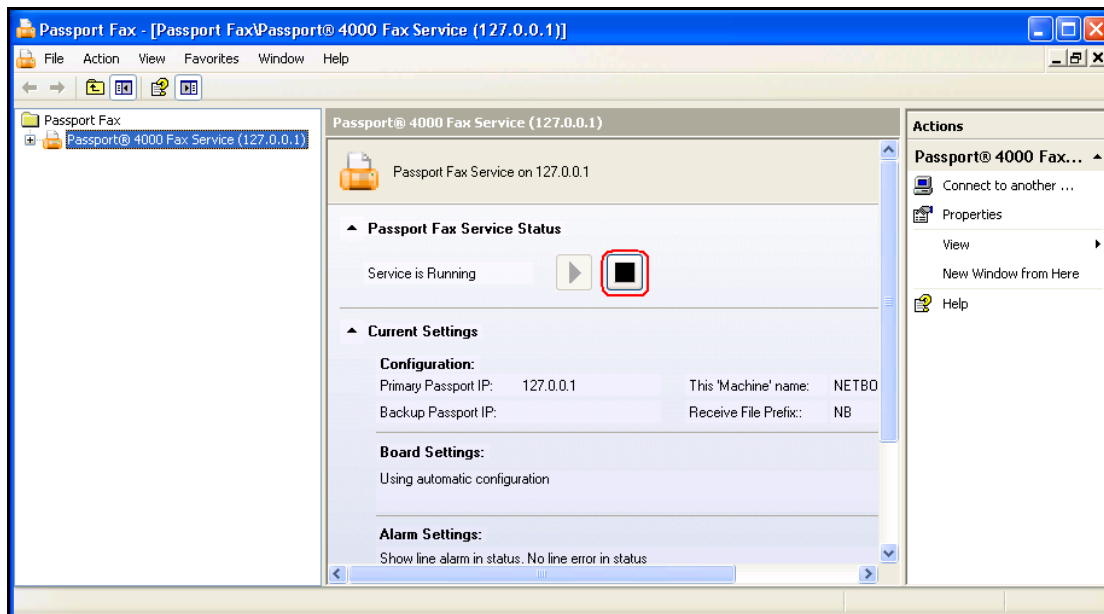 Passport Fax - [Passport Fax\Passport® 4000 Fax Service (127.0.0.1)]
File Action View Favorites Window Help
Passport Fax
Passport® 4000 Fax Service (127.0.0.1)
Passport® 4000 Fax Service (127.0.0.1)
Passport Fax Service on 127.0.0.1
Passport Fax Service Status
Service is Running
Current Settings
Configuration:
Primary Passport IP: 127.0.0.1 This 'Machine' name: NETBO
Backup Passport IP: Receive File Prefix:: NB
Board Settings:
Using automatic configuration
Alarm Settings:
Show line alarm in status. No line error in status
Actions
Passport® 4000 Fax...
Connect to another ...
Properties
View
New Window from Here
Help